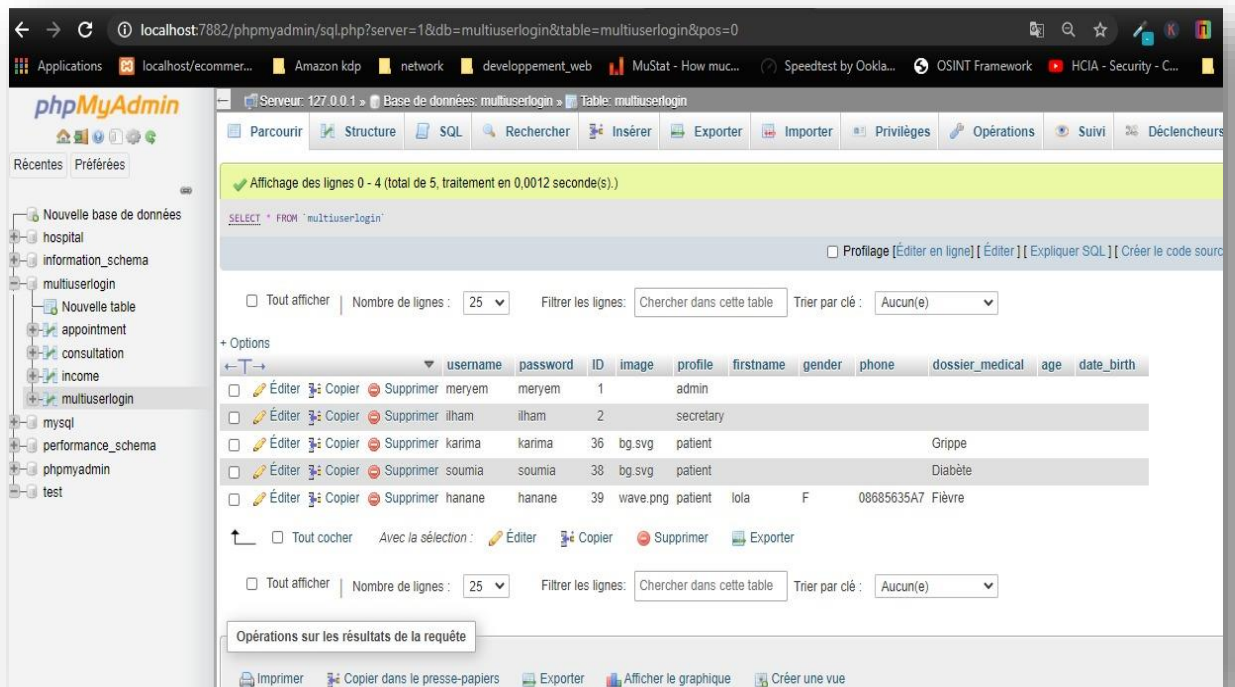 localhost:7882/phpmyadmin/sql.php?server=1&db=multiuserlogin&table=multiuserlogin&pos=0
Applications localhost/ecommer... Amazon kdp network developpement_web MuStat - How muc... Speedtest by Ookla... OSINT Framework HCIA - Security - C...
phpMyAdmin
Récentes Préférées
Nouvelle base de données
hospital
information_schema
multiuserlogin
Nouvelle table
appointment
consultation
income
multiuserlogin
mysql
performance_schema
phpmyadmin
test
Serveur: 127.0.0.1 » Base de données: multiuserlogin » Table: multiuserlogin
Parcourir Structure SQL Rechercher Insérer Exporter Importer Privilèges Opérations Suivi Déclencheurs
Affichage des lignes 0 - 4 (total de 5, traitement en 0,0012 seconde(s).)
SELECT * FROM `multiuserlogin`
Profilage [Éditer en ligne] [ Éditer ] [ Expliquer SQL ] [ Créer le code sourc
Tout afficher | Nombre de lignes : 25 Filtrer les lignes: Chercher dans cette table Trier par clé : Aucun(e)
+ Options
←T→ username password ID image profile firstname gender phone dossier_medical age date_birth
Éditer Copier Supprimer meryem meryem 1 admin
Éditer Copier Supprimer ilham ilham 2 secretary
Éditer Copier Supprimer karima karima 36 bg.svg patient Grippe
Éditer Copier Supprimer soumia soumia 38 bg.svg patient Diabète
Éditer Copier Supprimer hanane hanane 39 wave.png patient lola F 08685635A7 Fièvre
Tout cocher Avec la sélection : Éditer Copier Supprimer Exporter
Tout afficher | Nombre de lignes : 25 Filtrer les lignes: Chercher dans cette table Trier par clé : Aucun(e)
Opérations sur les résultats de la requête
Imprimer Copier dans le presse-papiers Exporter Afficher le graphique Créer une vue